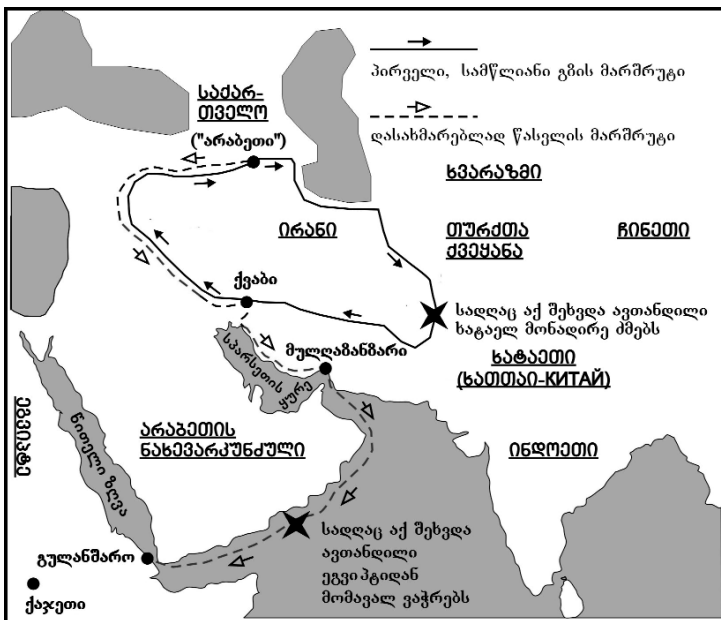 პირველი, სამწლიანი გზის მარშრუტი
დასახმარებლად წასვლის მარშრუტი
საქარ-
თველო
("არაბეთი")
ხვარაზმი
ირანი
თურქთა
ქვეყანა
ჩინეთი
ქვაბი
სადღაც აქ შეხვდა ავთანდილი
ხატაელ მონადირე ძმებს
სპარსეთის
ყურე
მულღაზანზარი
ხატაეთი
(ხათთაი-КИТАЙ)
ეგვიპტე
წითელი ზღვა
არაბეთის
ნახევარკუნძული
ინდოეთი
სადღაც აქ შეხვდა
ავთანდილი
ეგვიპტიდან
მომავალ ვაჭრებს
გულანშარო
ქაჯეთი